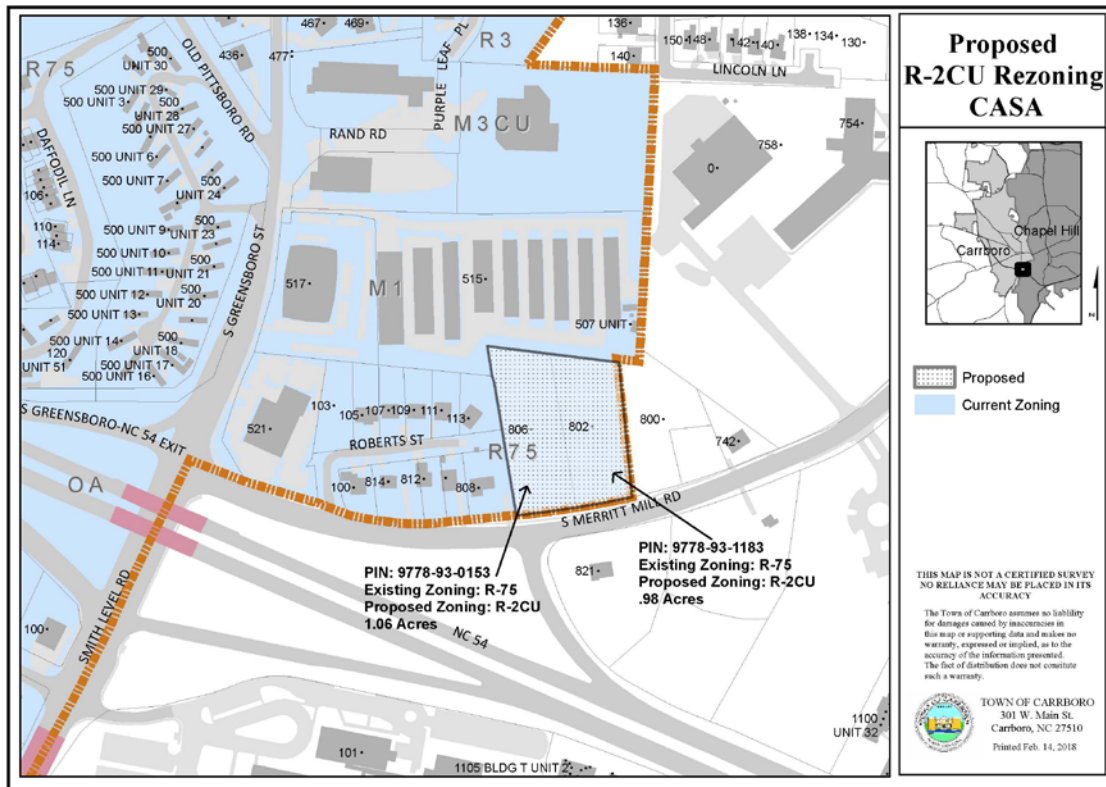 Proposed
R-2CU Rezoning
CASA
Chapel Hill
Carrboro
N
Proposed
Current Zoning
THIS MAP IS NOT A CERTIFIED SURVEY
NO RELIANCE MAY BE PLACED IN ITS
ACCURACY
The Town of Carrboro assumes no liability
for damages caused by inaccuracies in
this map or supporting data and makes no
warranty, expressed or implied, as to the
accuracy of the information presented.
The fact of distribution does not constitute
such a warranty.
TOWN OF CARRBORO
301 W. Main St.
Carrboro, NC 27510
Printed Feb. 14, 2018
R75
500
UNIT 30
500 UNIT 29
500 UNIT 3
500
UNIT 28
500 UNIT 27
500 UNIT 6
500 UNIT 7
500
UNIT 24
500 UNIT 9
500
UNIT 23
500 UNIT 10
500 UNIT 11
500
UNIT 21
500 UNIT 12
500
UNIT 20
500 UNIT 13
500 UNIT 14
500
UNIT 18
120
UNIT 51
500 UNIT 17
500 UNIT 16
DAFFODIL LN
106
110
114
OLD PITTSBORO RD
436
467
469
477
S GREENSBORO ST
PURPLE LEAF PL
R3
RAND RD
M3CU
136
140
150
148
142
140
138
134
130
LINCOLN LN
754
758
0
517
M1
515
507 UNIT
S GREENSBORO-NC 54 EXIT
521
103
105
107
109
111
113
ROBERTS ST
R75
100
814
812
808
806
802
800
742
S MERRITT MILL RD
821
OA
SMITH LEVEL RD
100
NC 54
PIN: 9778-93-0153
Existing Zoning: R-75
Proposed Zoning: R-2CU
1.06 Acres
PIN: 9778-93-1183
Existing Zoning: R-75
Proposed Zoning: R-2CU
.98 Acres
101
1105 BLDG T UNIT 2
1100
UNIT 32